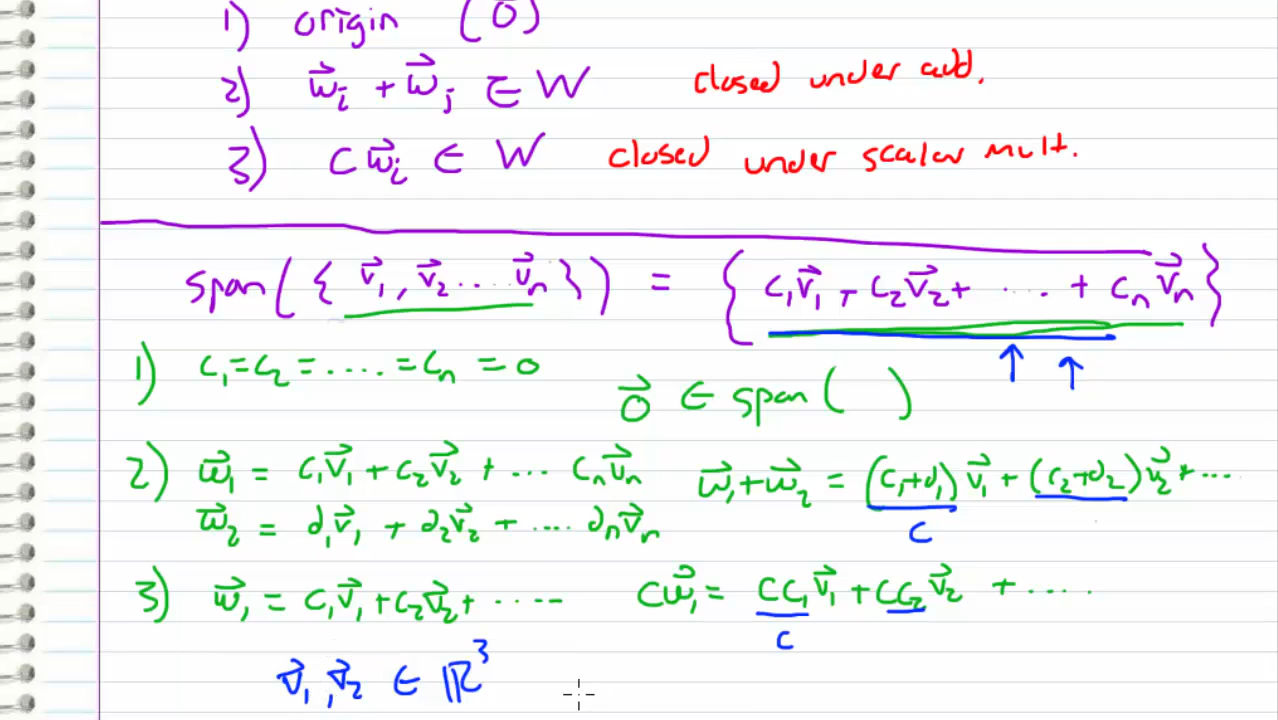 1) origin (0⃗)
2) w⃗ᵢ + w⃗ⱼ ∈ W closed under add.
3) c w⃗ᵢ ∈ W closed under scalar mult.
span({ v⃗₁, v⃗₂ ... v⃗ₙ }) = { c₁v⃗₁ + c₂v⃗₂ + .... + cₙv⃗ₙ }
1) c₁ = c₂ = .... = cₙ = 0
0⃗ ∈ span( )
2) w⃗₁ = c₁v⃗₁ + c₂v⃗₂ + ... cₙv⃗ₙ w⃗₁ + w⃗₂ = (c₁+d₁)v⃗₁ + (c₂+d₂)v⃗₂ + ....
w⃗₂ = d₁v⃗₁ + d₂v⃗₂ + .... dₙv⃗ₙ c
3) w⃗₁ = c₁v⃗₁ + c₂v⃗₂ + ..... cw⃗₁ = cc₁v⃗₁ + cc₂v⃗₂ + ....
c
v⃗₁, v⃗₂ ∈ ℝ³